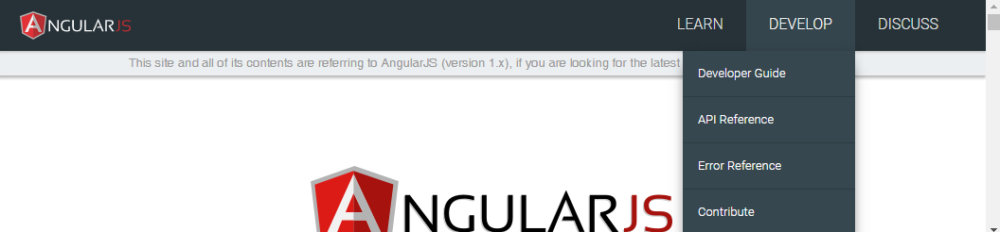 ANGULARJS
LEARN
DEVELOP
DISCUSS
This site and all of its contents are referring to AngularJS (version 1.x), if you are looking for the latest
Developer Guide
API Reference
Error Reference
Contribute
ANGULARJS